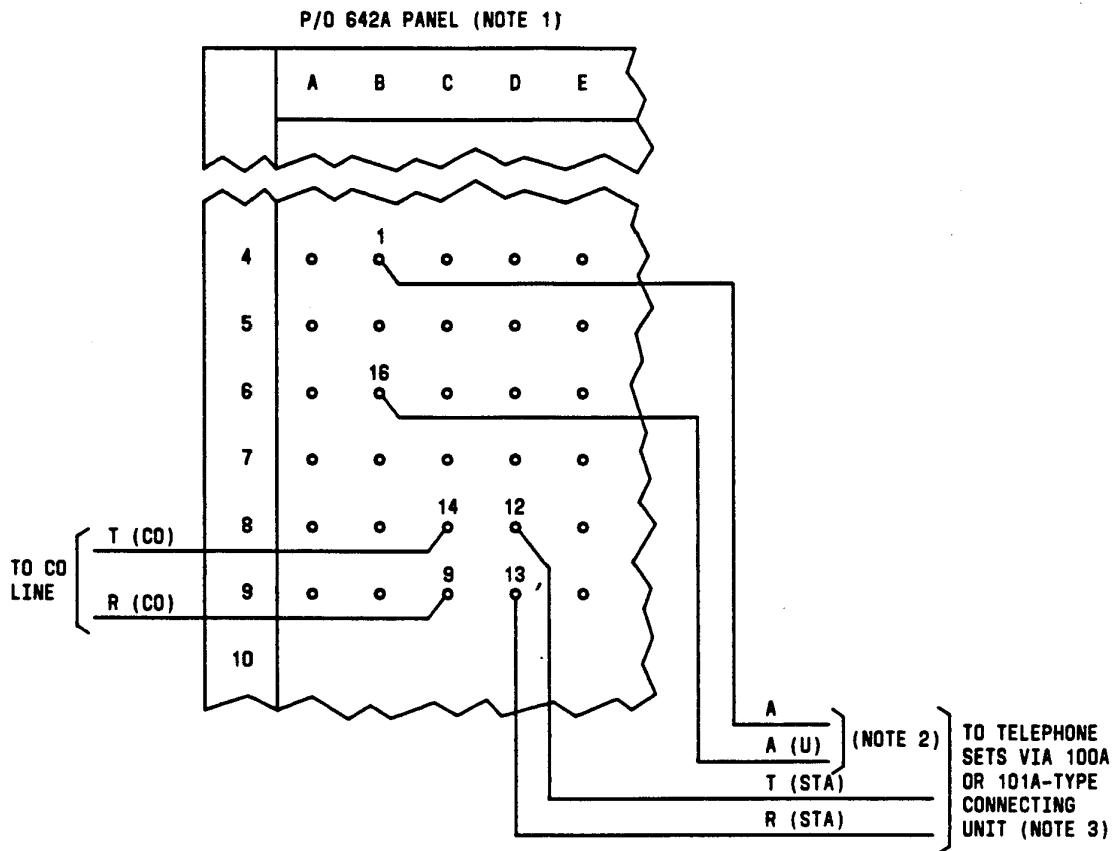 P/O 642A PANEL (NOTE 1)
A B C D E
1
4
5
16
6
7
14 12
8
T (CO)
9 13
9
TO CO
LINE
R (CO)
10
A
A (U)
(NOTE 2)
T (STA)
R (STA)
TO TELEPHONE
SETS VIA 100A
OR 101A-TYPE
CONNECTING
UNIT (NOTE 3)